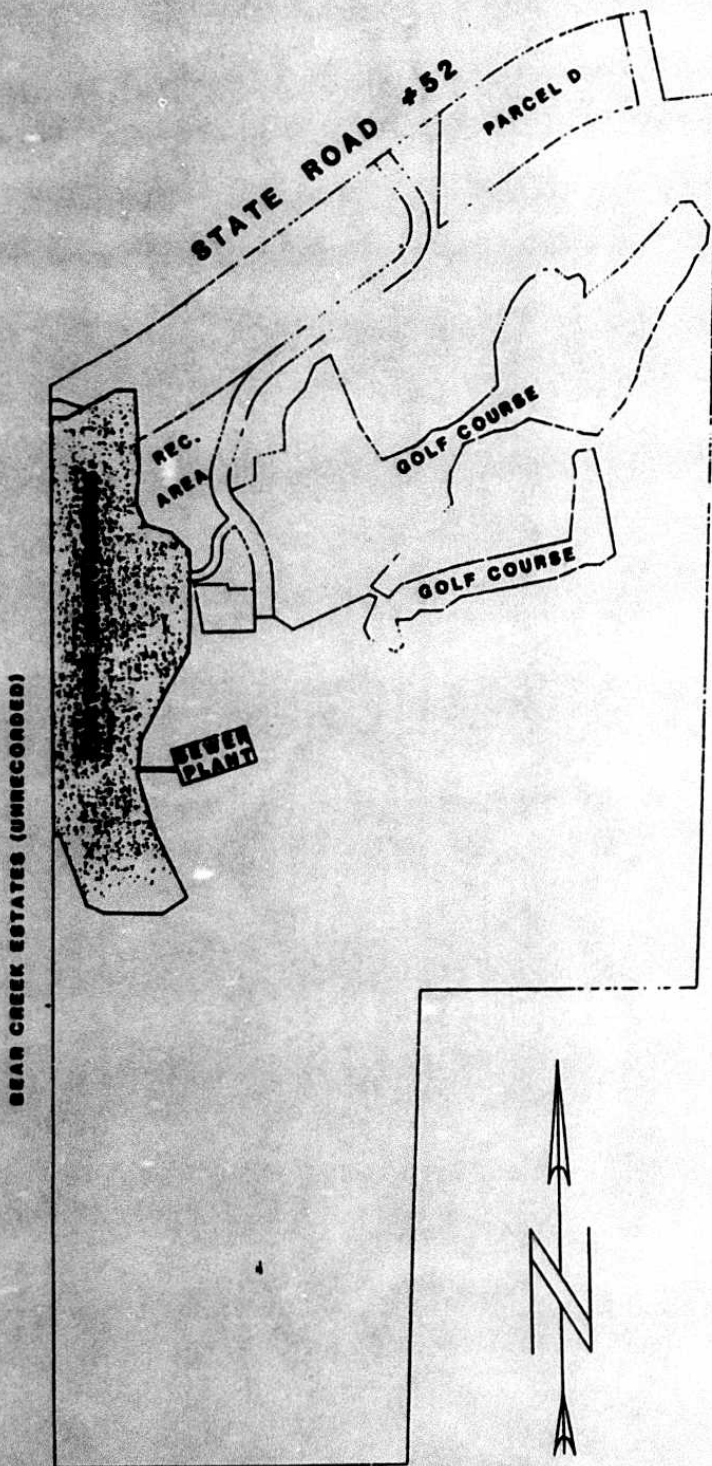 STATE ROAD #52
PARCEL D
REC.
AREA
GOLF COURSE
GOLF COURSE
SEWER
PLANT
BEAR CREEK ESTATES (UNRECORDED)
N